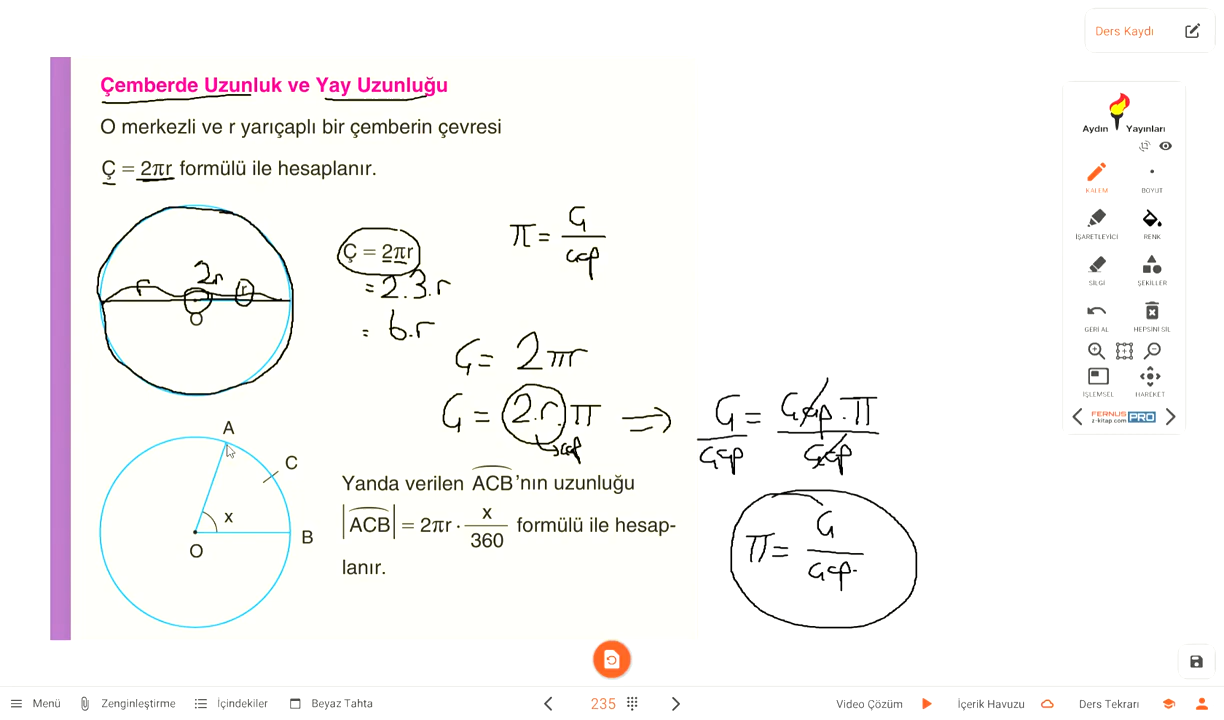 Ders Kaydı
Çemberde Uzunluk ve Yay Uzunluğu
O merkezli ve r yarıçaplı bir çemberin çevresi
Ç = 2πr formülü ile hesaplanır.
r 2r r
O
Ç = 2πr
= 2.3.r
= 6.r
π = Ç / Çap
Ç = 2πr
Ç = 2.r.π ⇒ Ç / Çap = Çap.π / Çap
Çap
π = Ç / Çap
A
C
x
B
O
Yanda verilen ACB'nın uzunluğu
|ACB| = 2πr · x/360 formülü ile hesap-
lanır.
Aydın Yayınları
KALEM BOYUT
İŞARETLEYİCİ RENK
SİLGİ ŞEKİLLER
GERİ AL HEPSİNİ SİL
İŞLEMSEL HAREKET
FERNUS PRO
z-kitap.com
Menü Zenginleştirme İçindekiler Beyaz Tahta 235 Video Çözüm İçerik Havuzu Ders Tekrarı